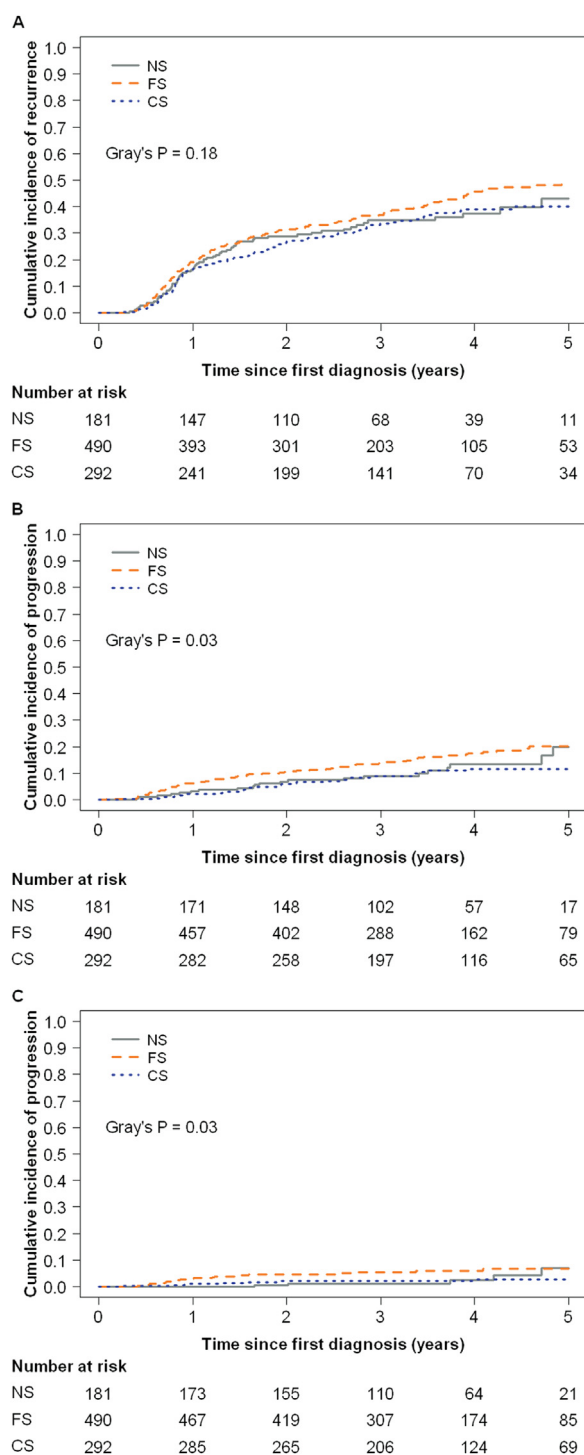 A
Cumulative incidence of recurrence
1.0
0.9
0.8
0.7
0.6
0.5
0.4
0.3
0.2
0.1
0.0
NS
FS
CS
Gray's P = 0.18
0 1 2 3 4 5
Time since first diagnosis (years)
Number at risk
NS 181 147 110 68 39 11
FS 490 393 301 203 105 53
CS 292 241 199 141 70 34
B
Cumulative incidence of progression
1.0
0.9
0.8
0.7
0.6
0.5
0.4
0.3
0.2
0.1
0.0
NS
FS
CS
Gray's P = 0.03
0 1 2 3 4 5
Time since first diagnosis (years)
Number at risk
NS 181 171 148 102 57 17
FS 490 457 402 288 162 79
CS 292 282 258 197 116 65
C
Cumulative incidence of progression
1.0
0.9
0.8
0.7
0.6
0.5
0.4
0.3
0.2
0.1
0.0
NS
FS
CS
Gray's P = 0.03
0 1 2 3 4 5
Time since first diagnosis (years)
Number at risk
NS 181 173 155 110 64 21
FS 490 467 419 307 174 85
CS 292 285 265 206 124 69